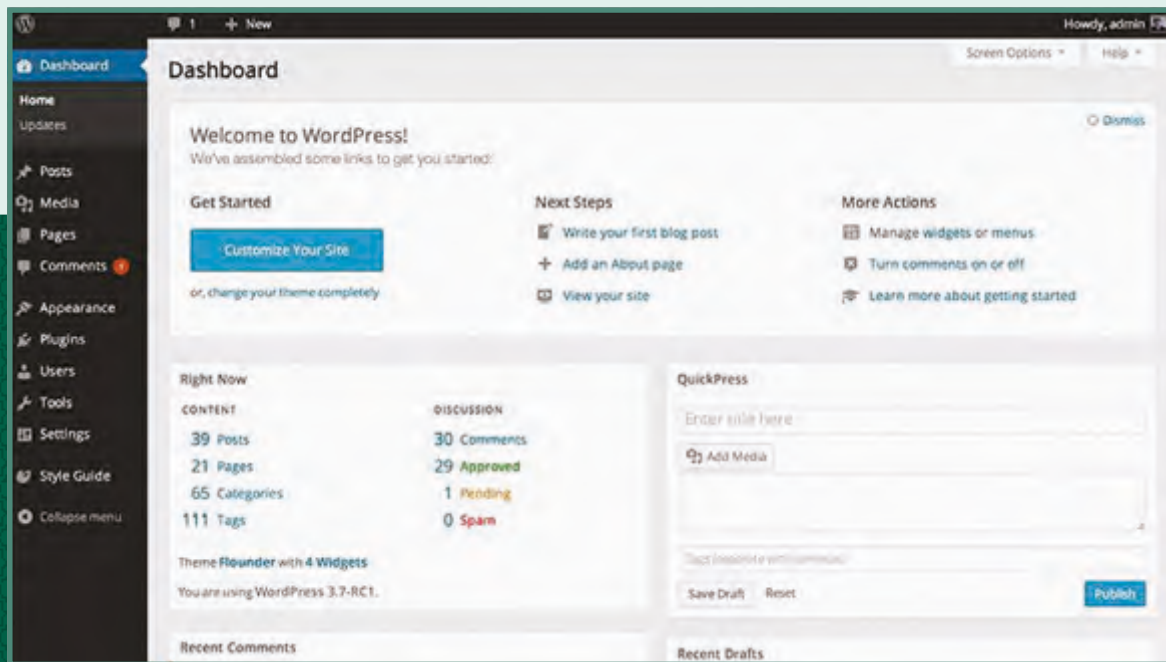 1 + New
Howdy, admin
Screen Options
Help
Dashboard
Home
Updates
Posts
Media
Pages
Comments 1
Appearance
Plugins
Users
Tools
Settings
Style Guide
Collapse menu
Dashboard
Dismiss
Welcome to WordPress!
We've assembled some links to get you started:
Get Started
Customize Your Site
or, change your theme completely
Next Steps
Write your first blog post
+ Add an About page
View your site
More Actions
Manage widgets or menus
Turn comments on or off
Learn more about getting started
Right Now
CONTENT
39 Posts
21 Pages
65 Categories
111 Tags
DISCUSSION
30 Comments
29 Approved
1 Pending
0 Spam
Theme Flounder with 4 Widgets
You are using WordPress 3.7-RC1.
QuickPress
Enter title here
Add Media
Tags (separate with commas)
Save Draft
Reset
Publish
Recent Comments
Recent Drafts